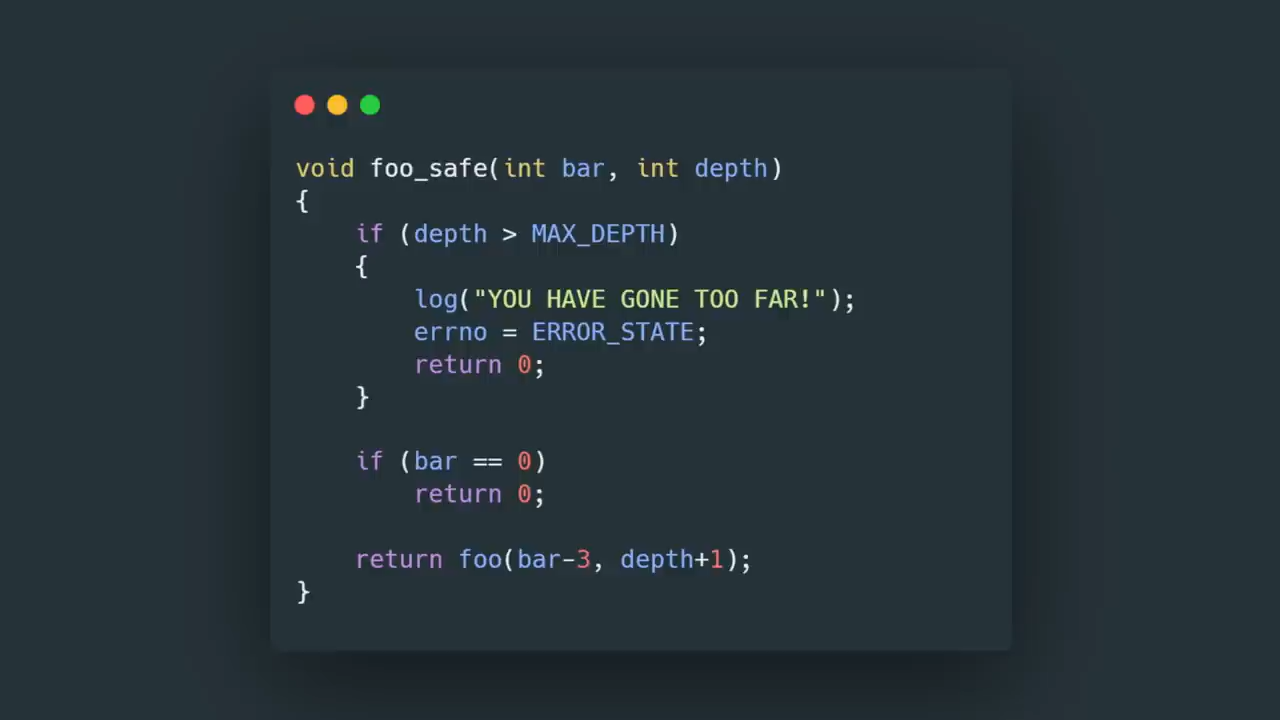 void foo_safe(int bar, int depth)
{
    if (depth > MAX_DEPTH)
    {
        log("YOU HAVE GONE TOO FAR!");
        errno = ERROR_STATE;
        return 0;
    }

    if (bar == 0)
        return 0;

    return foo(bar-3, depth+1);
}